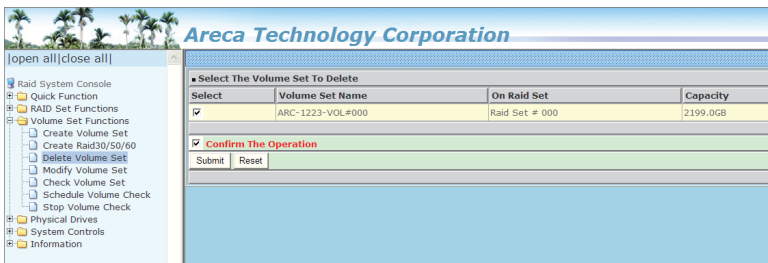 Areca Technology Corporation
|open all|close all|
Raid System Console
Quick Function
RAID Set Functions
Volume Set Functions
Create Volume Set
Create Raid30/50/60
Delete Volume Set
Modify Volume Set
Check Volume Set
Schedule Volume Check
Stop Volume Check
Physical Drives
System Controls
Information
Select The Volume Set To Delete
Select Volume Set Name On Raid Set Capacity
ARC-1223-VOL#000 Raid Set # 000 2199.0GB
Confirm The Operation
Submit Reset